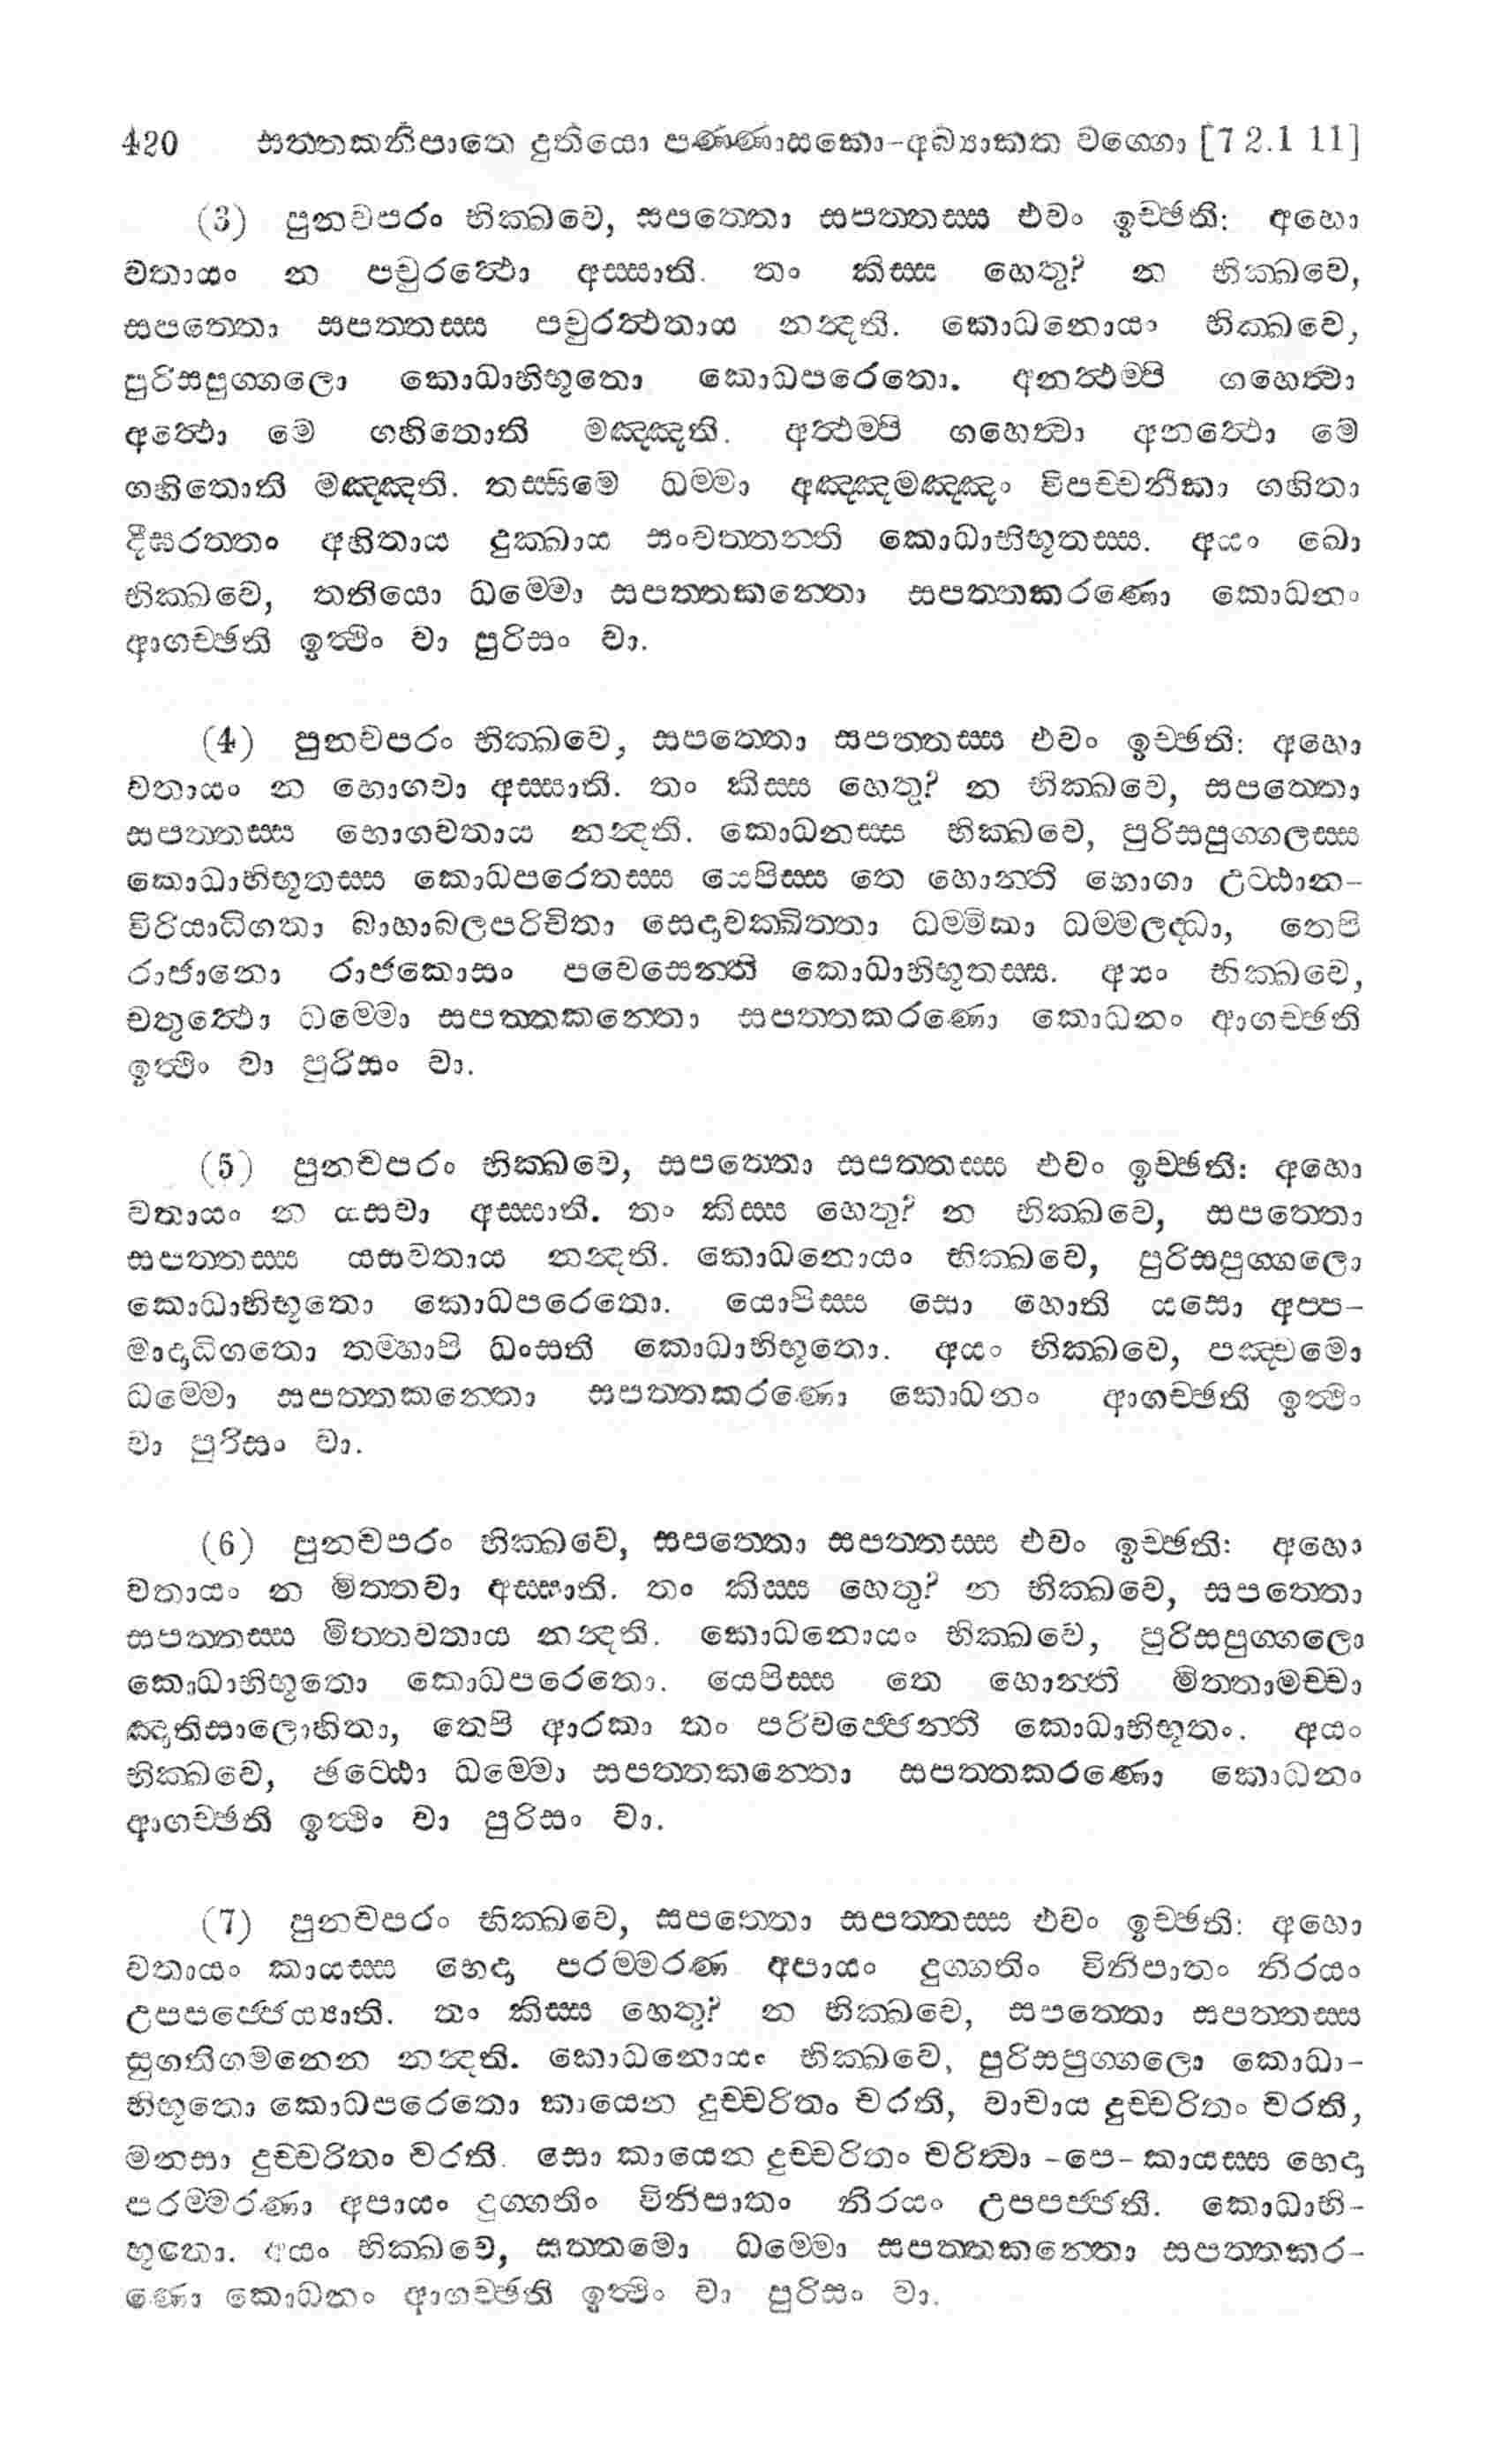 420 සත්තකනිපාතෙ දුතියො පණ්ණාසකො-අබ්‍යාකත වග්ගො [7 2.1 11]
(3) පුනචපරං භික්ඛවෙ, සපත්තො සපත්තස්ස එවං ඉච්ඡති: අහො
වතායං න පචුරත්ථො අස්සාති. තං කිස්ස හෙතු? න භික්ඛවෙ,
සපත්තො සපත්තස්ස පචුරත්ථතාය නන්දති. කොධනොයං භික්ඛවෙ,
පුරිසපුග්ගලො කොධාභිභූතො කොධපරෙතො. අනත්ථම්පි ගහෙත්වා
අත්ථො මෙ ගහිතොති මඤ්ඤති. අත්ථම්පි ගහෙත්වා අනත්ථො මෙ
ගහිතොති මඤ්ඤති. තස්සිමෙ ධම්මා අඤ්ඤමඤ්ඤං විපච්චනීකා ගහිතා
දීඝරත්තං අහිතාය දුක්ඛාය සංවත්තන්ති කොධාභිභූතස්ස. අයං ඛො
භික්ඛවෙ, තතියො ධම්මො සපත්තකන්තො සපත්තකරණො කොධනං
ආගච්ඡති ඉත්ථිං වා පුරිසං වා.
(4) පුනචපරං භික්ඛවෙ, සපත්තො සපත්තස්ස එවං ඉච්ඡති: අහො
වතායං න භොගවා අස්සාති. තං කිස්ස හෙතු? න භික්ඛවෙ, සපත්තො
සපත්තස්ස භොගවතාය නන්දති. කොධනස්ස භික්ඛවෙ, පුරිසපුග්ගලස්ස
කොධාභිභූතස්ස කොධපරෙතස්ස යෙපිස්ස තෙ හොන්ති භොගා උට්ඨාන-
විරියාධිගතා බාහාබලපරිචිතා සෙදාවක්ඛිත්තා ධම්මිකා ධම්මලද්ධා, තෙපි
රාජානො රාජකොසං පවෙසෙන්ති කොධාභිභූතස්ස. අයං භික්ඛවෙ,
චතුත්ථො ධම්මො සපත්තකන්තො සපත්තකරණො කොධනං ආගච්ඡති
ඉත්ථිං වා පුරිසං වා.
(5) පුනචපරං භික්ඛවෙ, සපත්තො සපත්තස්ස එවං ඉච්ඡති: අහො
වතායං න යසවා අස්සාති. තං කිස්ස හෙතු? න භික්ඛවෙ, සපත්තො
සපත්තස්ස යසවතාය නන්දති. කොධනොයං භික්ඛවෙ, පුරිසපුග්ගලො
කොධාභිභූතො කොධපරෙතො. යොපිස්ස සො හොති යසො අප්ප-
මාදාධිගතො තම්හාපි ධංසති කොධාභිභූතො. අයං භික්ඛවෙ, පඤ්චමො
ධම්මො සපත්තකන්තො සපත්තකරණො කොධනං ආගච්ඡති ඉත්ථිං
වා පුරිසං වා.
(6) පුනචපරං භික්ඛවෙ, සපත්තො සපත්තස්ස එවං ඉච්ඡති: අහො
වතායං න මිත්තවා අස්සාති. තං කිස්ස හෙතු? න භික්ඛවෙ, සපත්තො
සපත්තස්ස මිත්තවතාය නන්දති. කොධනොයං භික්ඛවෙ, පුරිසපුග්ගලො
කොධාභිභූතො කොධපරෙතො. යෙපිස්ස තෙ හොන්ති මිත්තාමච්චා
ඤාතිසාලොහිතා, තෙපි ආරකා තං පරිවජ්ජෙන්ති කොධාභිභූතං. අයං
භික්ඛවෙ, ඡට්ඨො ධම්මො සපත්තකන්තො සපත්තකරණො කොධනං
ආගච්ඡති ඉත්ථිං වා පුරිසං වා.
(7) පුනචපරං භික්ඛවෙ, සපත්තො සපත්තස්ස එවං ඉච්ඡති: අහො
වතායං කායස්ස භෙදා පරම්මරණ අපායං දුග්ගතිං විනිපාතං නිරයං
උපපජ්ජෙය්‍යාති. තං කිස්ස හෙතු? න භික්ඛවෙ, සපත්තො සපත්තස්ස
සුගතිගමනෙන නන්දති. කොධනොයං භික්ඛවෙ, පුරිසපුග්ගලො කොධා-
භිභූතො කොධපරෙතො කායෙන දුච්චරිතං චරති, වාචාය දුච්චරිතං චරති,
මනසා දුච්චරිතං චරති. සො කායෙන දුච්චරිතං චරිත්වා -පෙ- කායස්ස භෙදා
පරම්මරණා අපායං දුග්ගතිං විනිපාතං නිරයං උපපජ්ජති. කොධාභි-
භූතො. අයං භික්ඛවෙ, සත්තමො ධම්මො සපත්තකන්තො සපත්තකර-
ණො කොධනං ආගච්ඡති ඉත්ථිං වා පුරිසං වා.